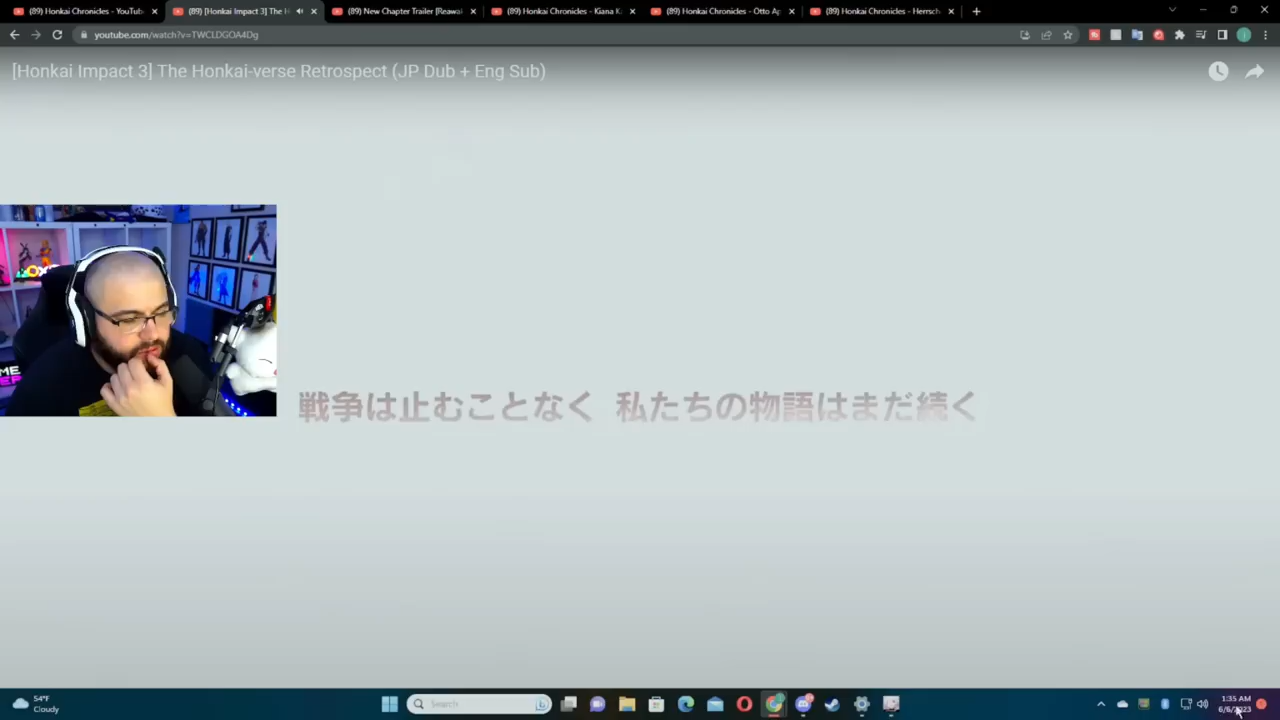 (89) Honkai Chronicles - YouTub
(89) [Honkai Impact 3] The H
(89) New Chapter Trailer [Reawa
(89) Honkai Chronicles - Kiana K
(89) Honkai Chronicles - Otto Ap
(89) Honkai Chronicles - Herrsch
youtube.com/watch?v=TWCLDGOA4Dg
[Honkai Impact 3] The Honkai-verse Retrospect (JP Dub + Eng Sub)
戦争は止むことなく 私たちの物語はまだ続く
54°F
Cloudy
Search
1:35 AM
6/6/2023